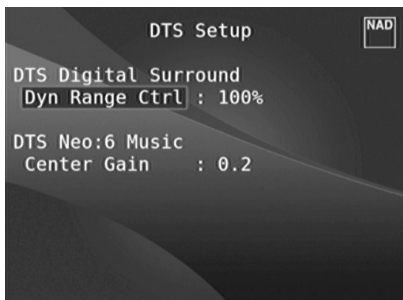 DTS Setup
NAD
DTS Digital Surround
Dyn Range Ctrl : 100%
DTS Neo:6 Music
Center Gain : 0.2